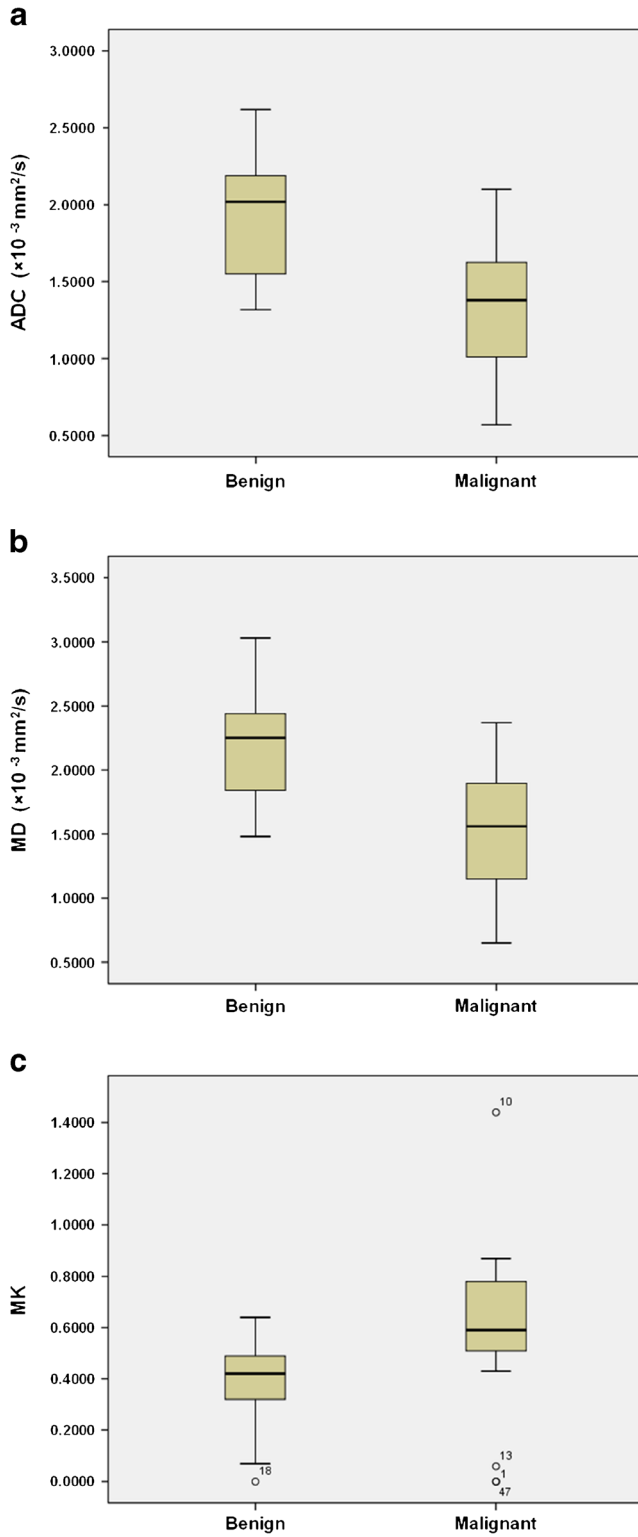 a
3.0000
2.5000
2.0000
1.5000
1.0000
0.5000
ADC (×10 -3 mm2/s)
Benign Malignant
b
3.5000
3.0000
2.5000
2.0000
1.5000
1.0000
0.5000
MD (×10 -3 mm2/s)
Benign Malignant
c
1.4000
1.2000
1.0000
0.8000
0.6000
0.4000
0.2000
0.0000
MK
10
18
13
1
47
Benign Malignant